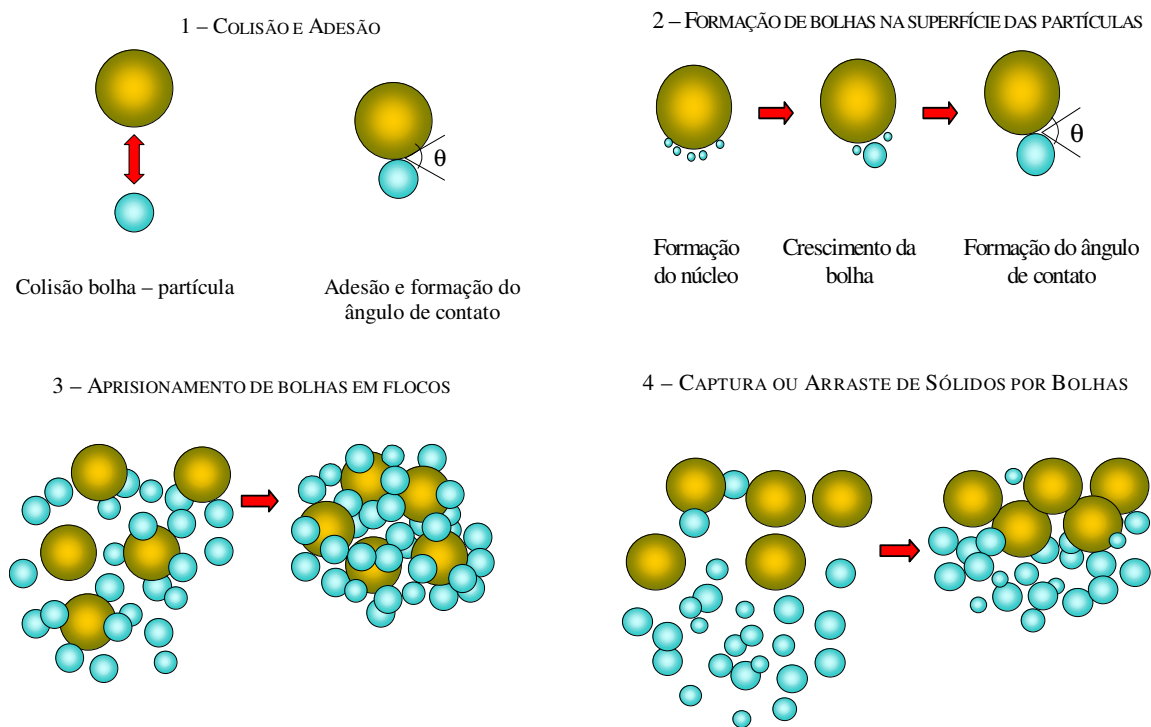 1 – COLISÃO E ADESÃO
θ
Colisão bolha – partícula
Adesão e formação do
ângulo de contato
2 – FORMAÇÃO DE BOLHAS NA SUPERFÍCIE DAS PARTÍCULAS
θ
Formação
do núcleo
Crescimento da
bolha
Formação do ângulo
de contato
3 – APRISIONAMENTO DE BOLHAS EM FLOCOS
4 – CAPTURA OU ARRASTE DE SÓLIDOS POR BOLHAS